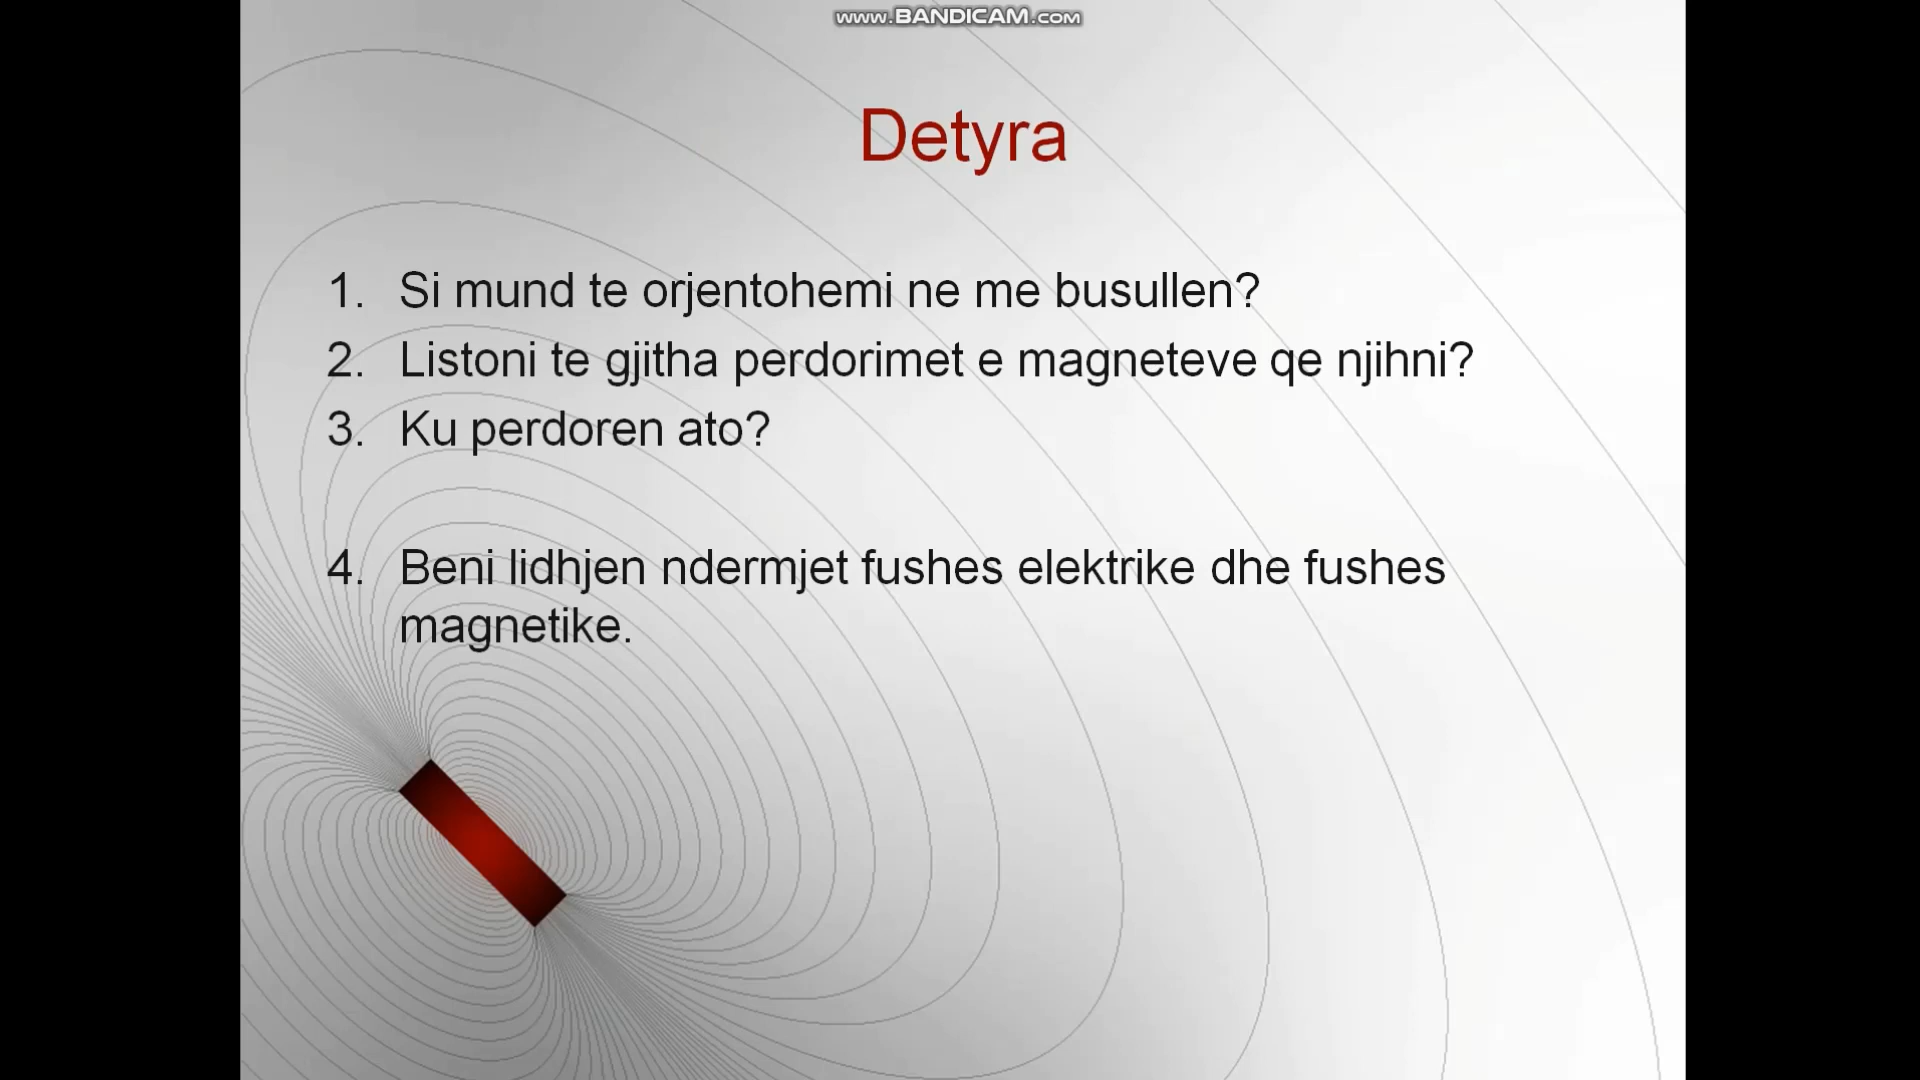 www.BANDICAM.com
Detyra
1. Si mund te orjentohemi ne me busullen?
2. Listoni te gjitha perdorimet e magneteve qe njihni?
3. Ku perdoren ato?
4. Beni lidhjen ndermjet fushes elektrike dhe fushes
magnetike.